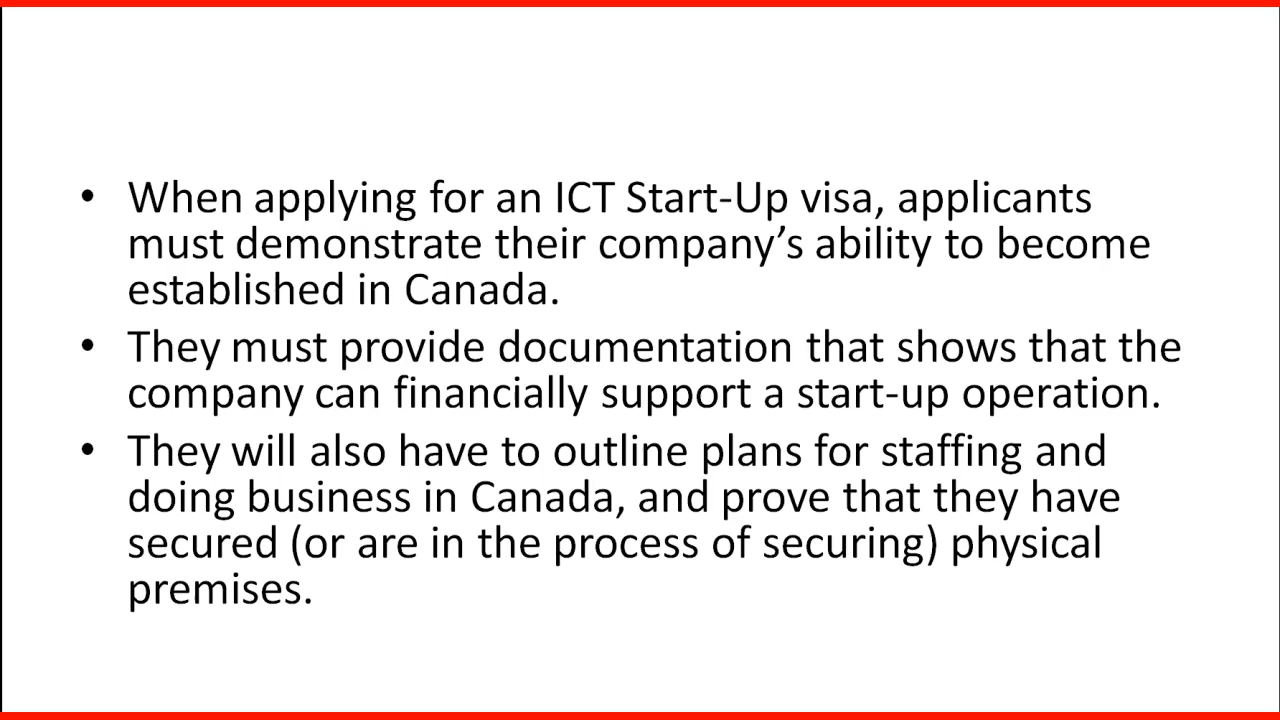 • When applying for an ICT Start-Up visa, applicants
must demonstrate their company’s ability to become
established in Canada.
• They must provide documentation that shows that the
company can financially support a start-up operation.
• They will also have to outline plans for staffing and
doing business in Canada, and prove that they have
secured (or are in the process of securing) physical
premises.